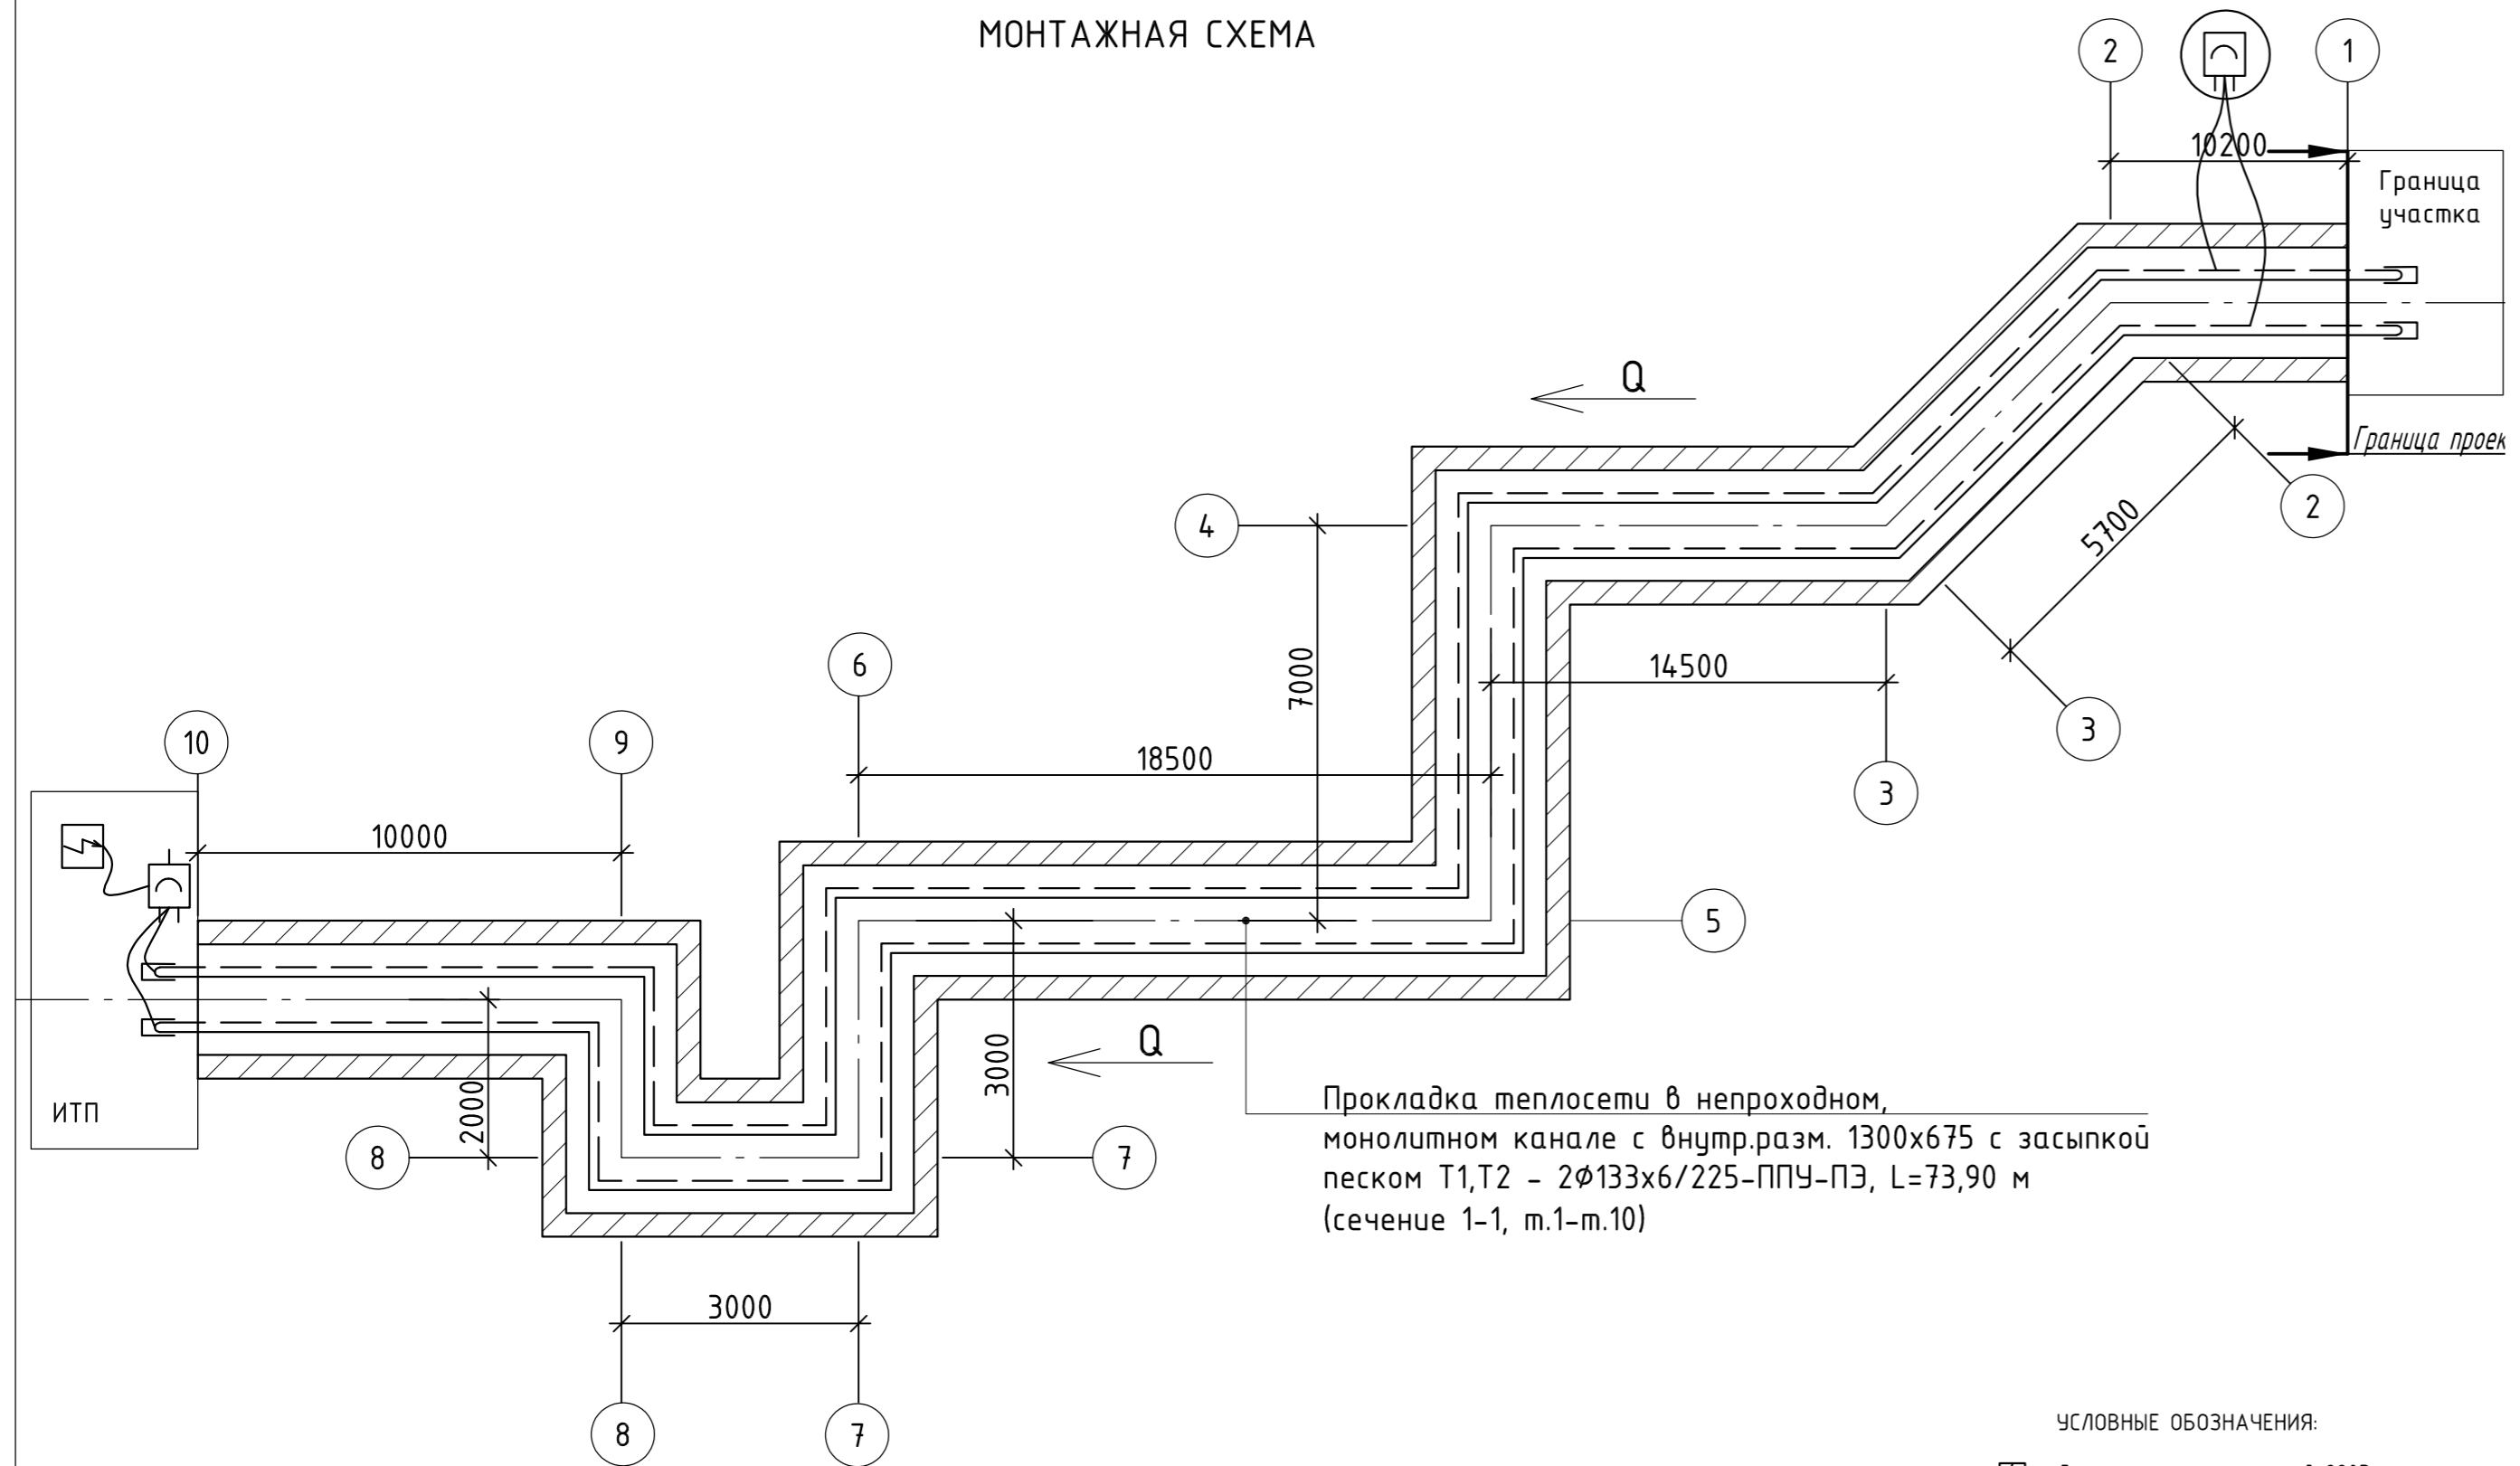 МОНТАЖНАЯ СХЕМА
2
1
10200
Граница
участка
Q
Граница
4
2
5700
7000
14500
6
3
10
9
18500
3
10000
5
Q
3000
ИТП
2000
8
7
Прокладка теплосети в непроходном,
монолитном канале с внутр.разм. 1300х675 с засыпкой
песком Т1,Т2 - 2Ф133х6/225-ППУ-ПЭ, L=73,90 м
(сечение 1-1, т.1-т.10)
3000
8
7
УСЛОВНЫЕ ОБОЗНАЧЕНИЯ: